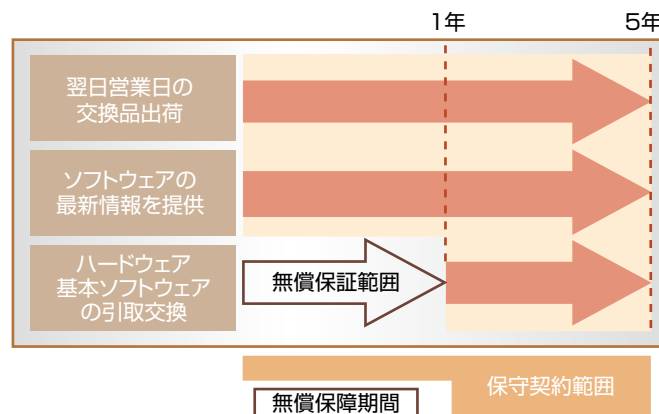 1年
5年
翌日営業日の
交換品出荷
ソフトウェアの
最新情報を提供
ハードウェア
基本ソフトウェア
の引取交換
無償保証範囲
保守契約範囲
無償保障期間